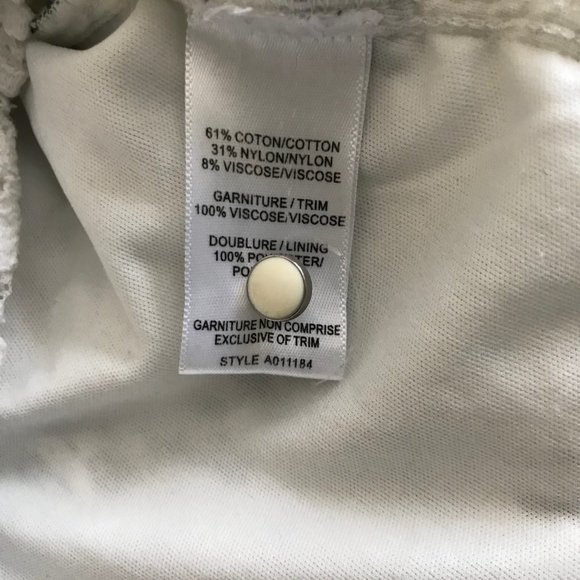 61% COTON/COTTON
31% NYLON/NYLON
8% VISCOSE/VISCOSE
GARNITURE / TRIM
100% VISCOSE/VISCOSE
DOUBLURE / LINING
100%
GARNITURE NON COMPRISE
EXCLUSIVE OF TRIM
STYLE A011184